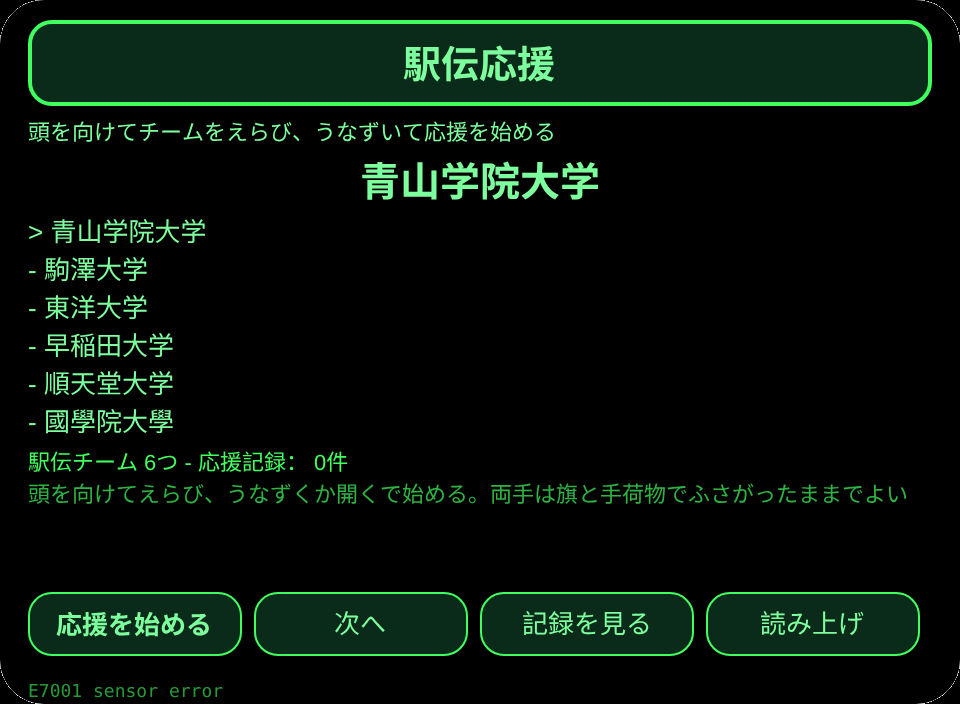 駅伝応援
頭を向けてチームをえらび、うなずいて応援を始める
青山学院大学
> 青山学院大学
- 駒澤大学
- 東洋大学
- 早稲田大学
- 順天堂大学
- 國學院大學
駅伝チーム 6つ - 応援記録： 0件
頭を向けてえらび、うなずくか開くで始める。両手は旗と手荷物でふさがったままでよい
応援を始める
次へ
記録を見る
読み上げ
E7001 sensor error